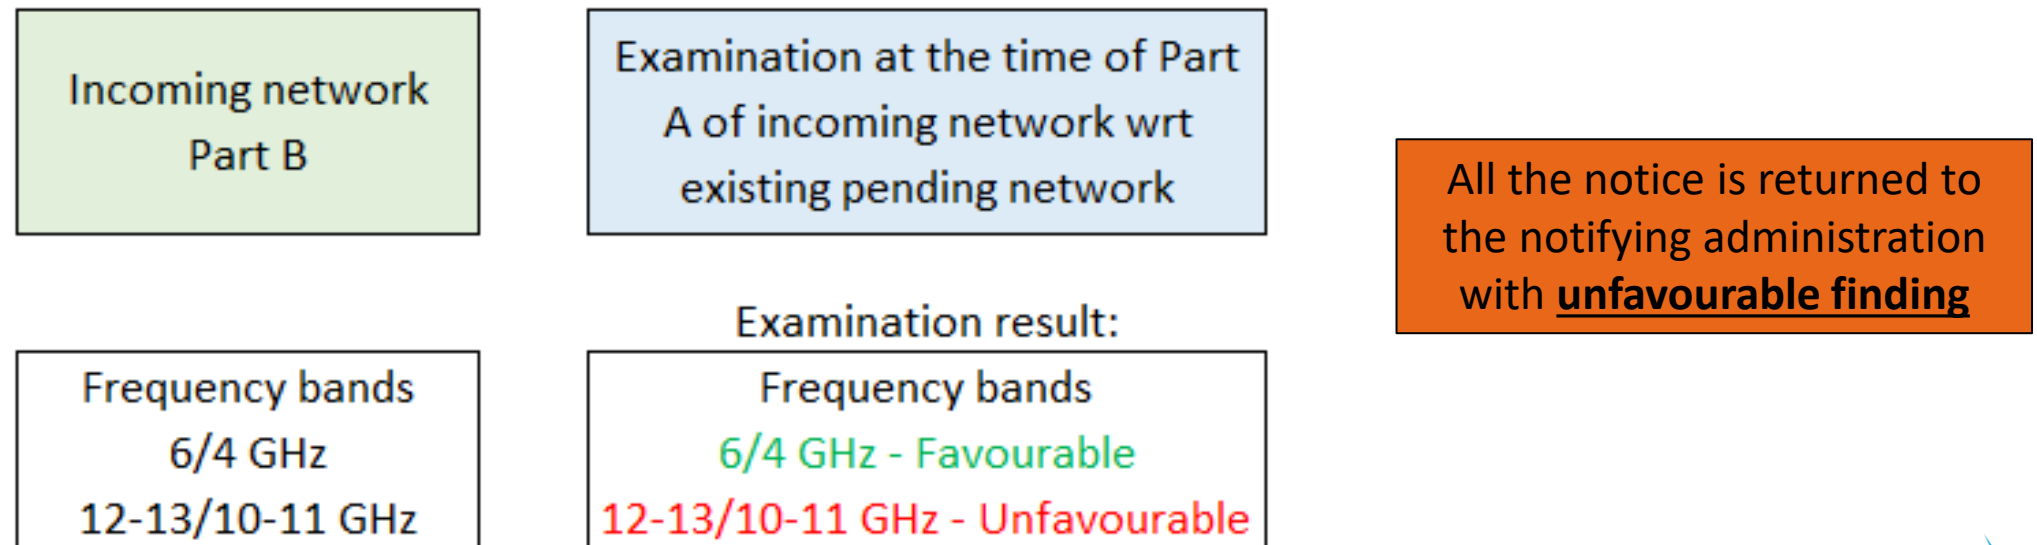 Incoming network
Part B
Examination at the time of Part
A of incoming network wrt
existing pending network
All the notice is returned to
the notifying administration
with unfavourable finding
Examination result:
Frequency bands
6/4 GHz
12-13/10-11 GHz
Frequency bands
6/4 GHz - Favourable
12-13/10-11 GHz - Unfavourable